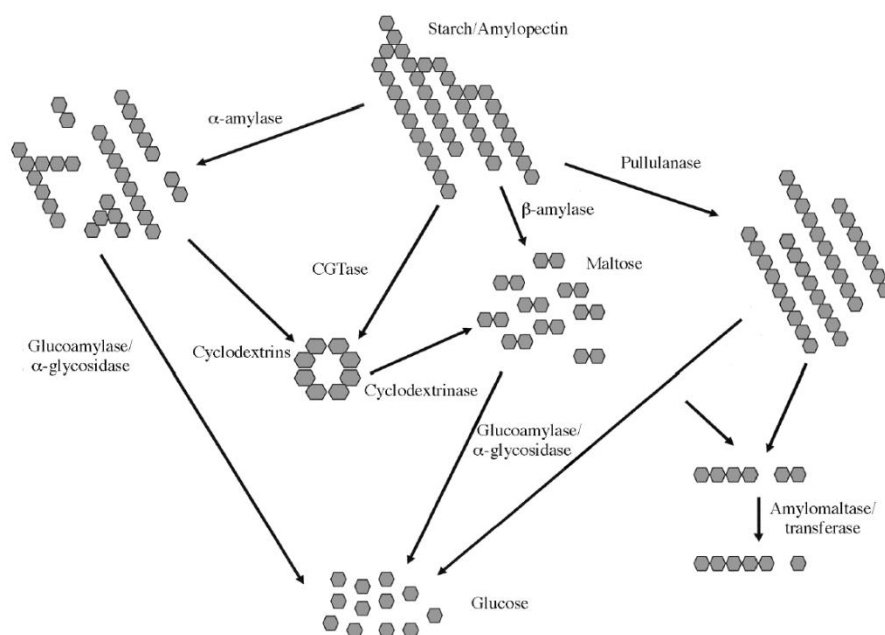 Starch/Amylopectin
α-amylase
Pullulanase
β-amylase
CGTase
Maltose
Glucoamylase/
α-glycosidase
Cyclodextrins
Cyclodextrinase
Glucoamylase/
α-glycosidase
Amylomaltase/
transferase
Glucose